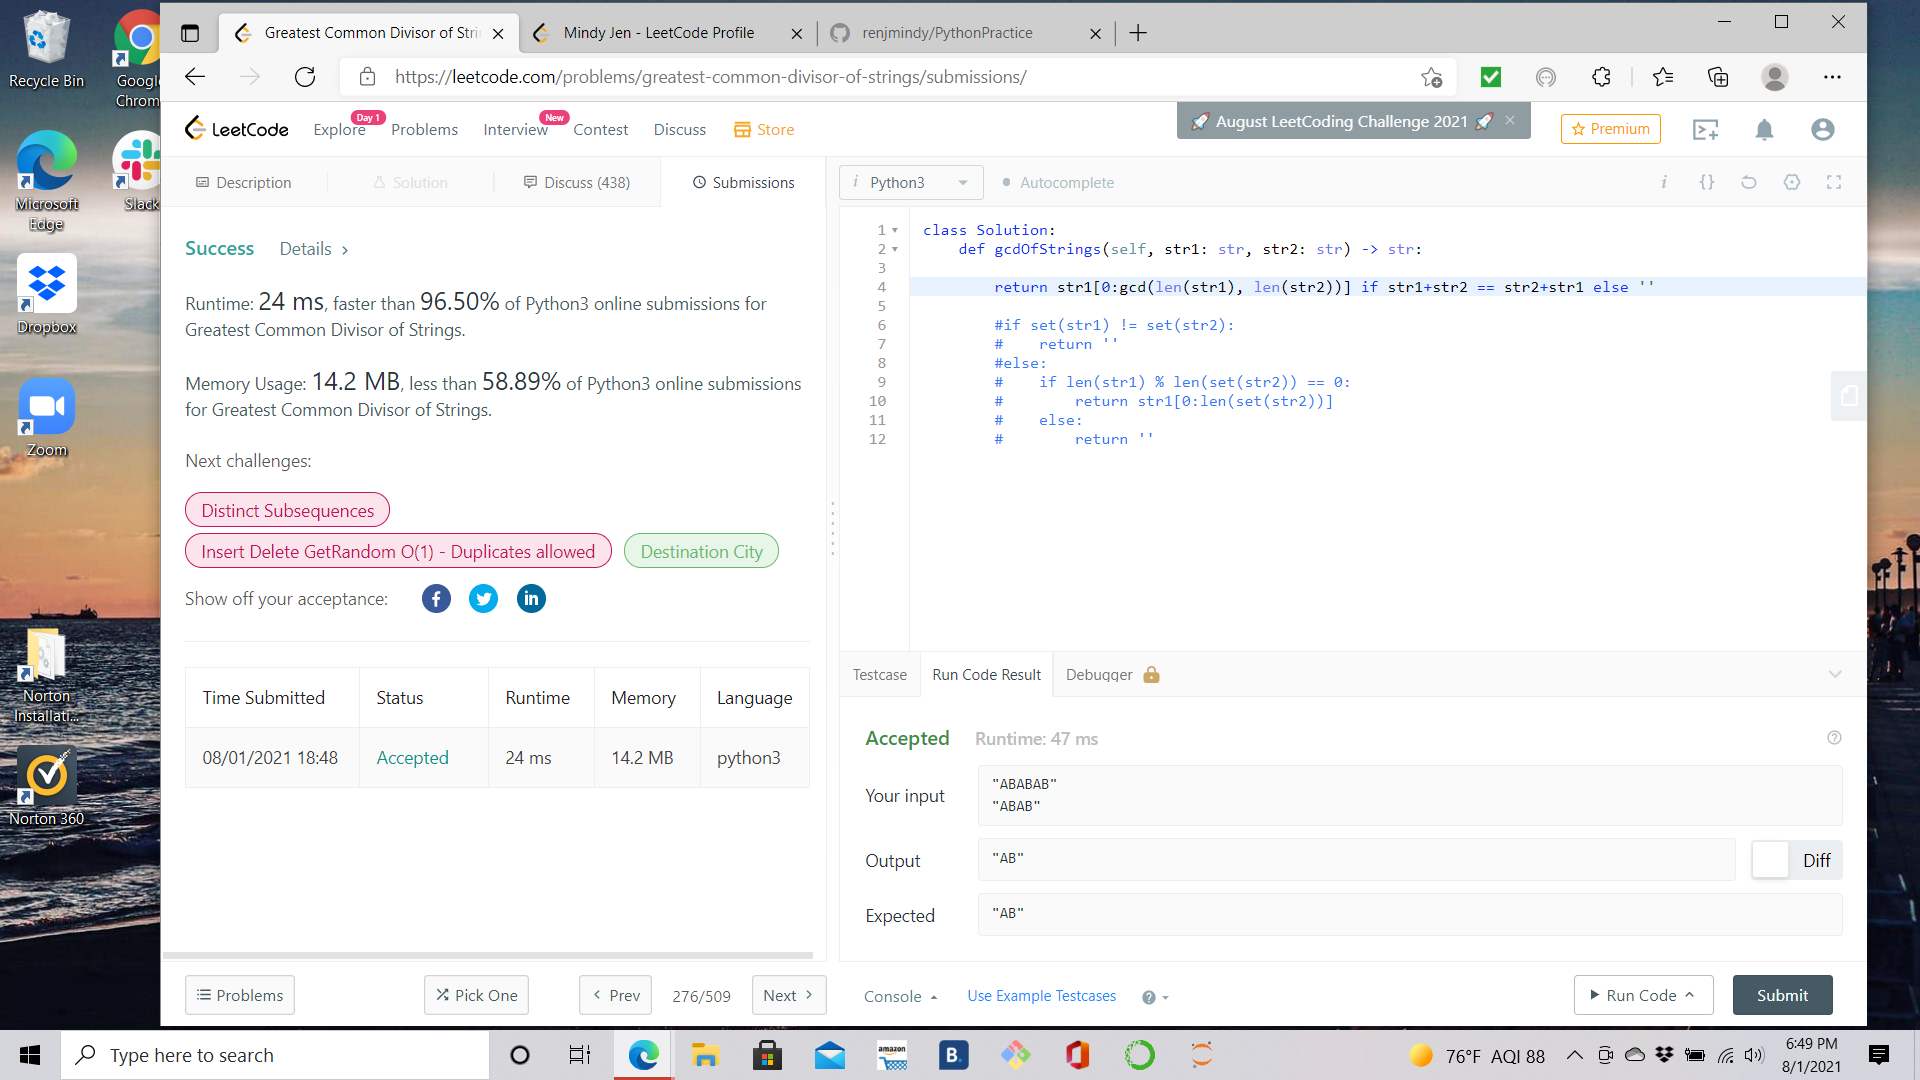 Recycle Bin
Googl
Chrom
Microsoft
Edge
Slack
Dropbox
Zoom
Norton
Installati...
Norton 360
Greatest Common Divisor of Stri
Mindy Jen - LeetCode Profile
renjmindy/PythonPractice
https://leetcode.com/problems/greatest-common-divisor-of-strings/submissions/
LeetCode
Explore
Day 1
Problems
Interview
New
Contest
Discuss
Store
🚀 August LeetCoding Challenge 2021 🚀
Premium
Description
Solution
Discuss (438)
Submissions
i Python3
Autocomplete
i
{}
Success
Details >
Runtime: 24 ms, faster than 96.50% of Python3 online submissions for
Greatest Common Divisor of Strings.
Memory Usage: 14.2 MB, less than 58.89% of Python3 online submissions
for Greatest Common Divisor of Strings.
Next challenges:
Distinct Subsequences
Insert Delete GetRandom O(1) - Duplicates allowed
Destination City
Show off your acceptance:
Time Submitted Status Runtime Memory Language
08/01/2021 18:48 Accepted 24 ms 14.2 MB python3
1 class Solution:
2     def gcdOfStrings(self, str1: str, str2: str) -> str:
3
4         return str1[0:gcd(len(str1), len(str2))] if str1+str2 == str2+str1 else ''
5
6         #if set(str1) != set(str2):
7         #    return ''
8         #else:
9         #    if len(str1) % len(set(str2)) == 0:
10         #        return str1[0:len(set(str2))]
11         #    else:
12         #        return ''
Testcase
Run Code Result
Debugger
Accepted
Runtime: 47 ms
Your input
"ABABAB"
"ABAB"
Output
"AB"
Diff
Expected
"AB"
Problems
Pick One
Prev
276/509
Next
Console
Use Example Testcases
Run Code
Submit
Type here to search
amazon
B.
76°F AQI 88
6:49 PM
8/1/2021